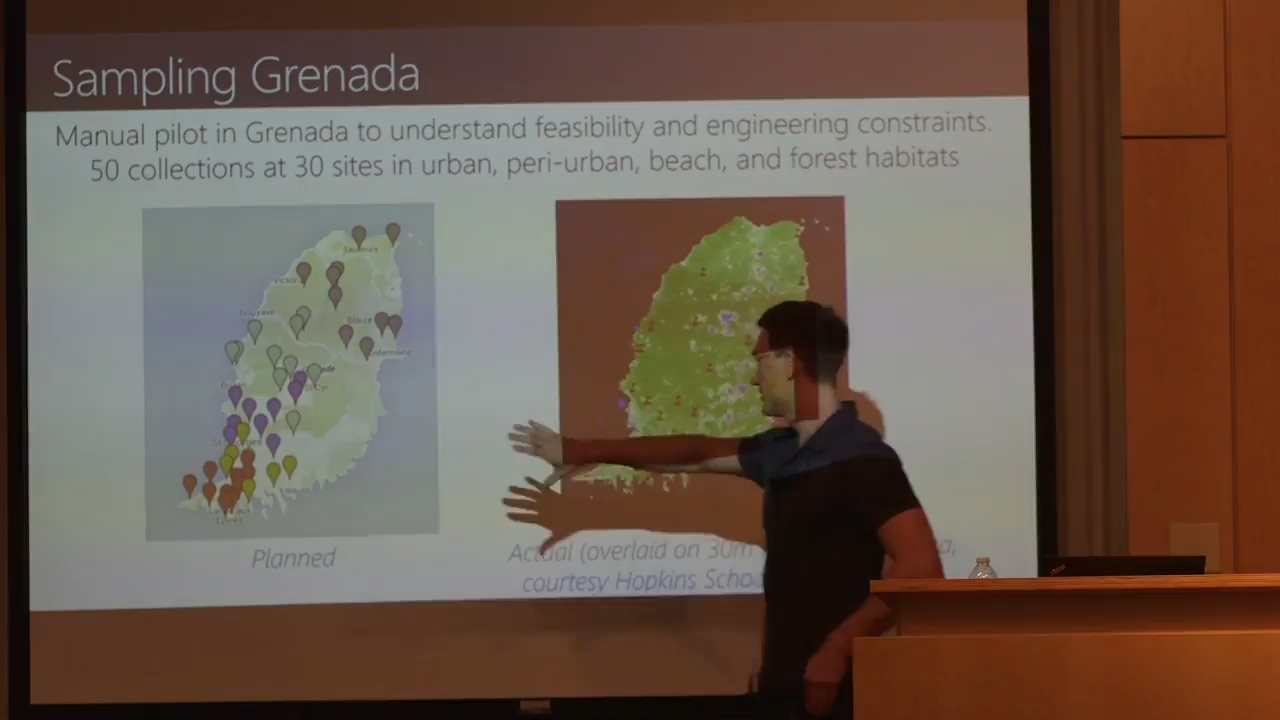 Sampling Grenada
Manual pilot in Grenada to understand feasibility and engineering constraints.
50 collections at 30 sites in urban, peri-urban, beach, and forest habitats
Planned
Actual (overlaid on 30m
courtesy Hopkins Scho